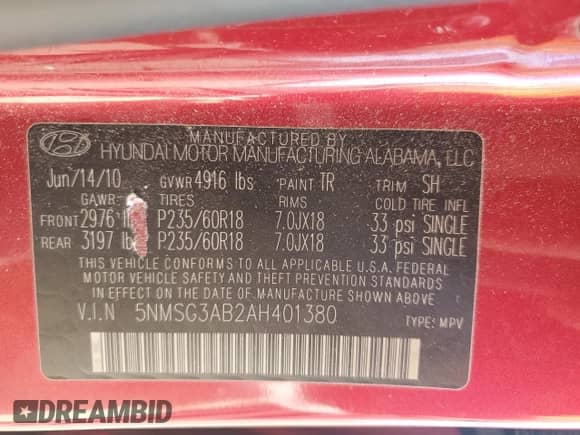 MANUFACTURED BY
HYUNDAI MOTOR MANUFACTURING ALABAMA, LLC
Jun/14/10 GVWR 4916 lbs PAINT TR TRIM SH
GAWR: TIRES RIMS COLD TIRE INFL
FRONT 2976 P235/60R18 7.0JX18 33 psi SINGLE
REAR 3197 lb P235/60R18 7.0JX18 33 psi SINGLE
THIS VEHICLE CONFORMS TO ALL APPLICABLE U.S.A. FEDERAL
MOTOR VEHICLE SAFETY AND THEFT PREVENTION STANDARDS
IN EFFECT ON THE DATE OF MANUFACTURE SHOWN ABOVE.
V.I.N 5NMSG3AB2AH401380 TYPE: MPV
DREAMBID